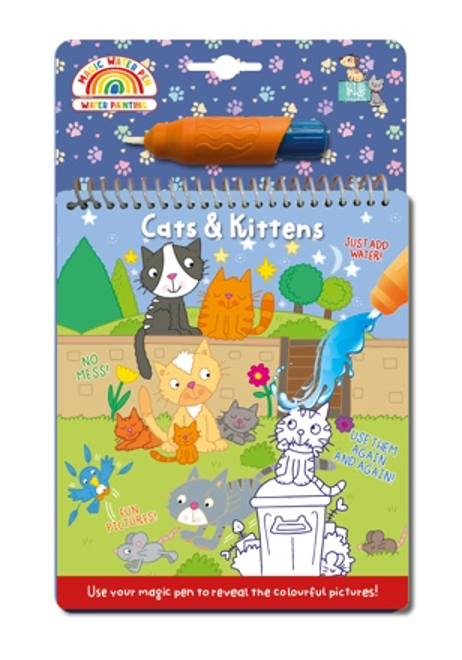 MAGIC WATER PEN
WATER PAINTING
Cats & Kittens
JUST ADD
WATER!
NO
MESS!
USE THEM
AGAIN
AND AGAIN!
FUN
PICTURES!
Use your magic pen to reveal the colourful pictures!